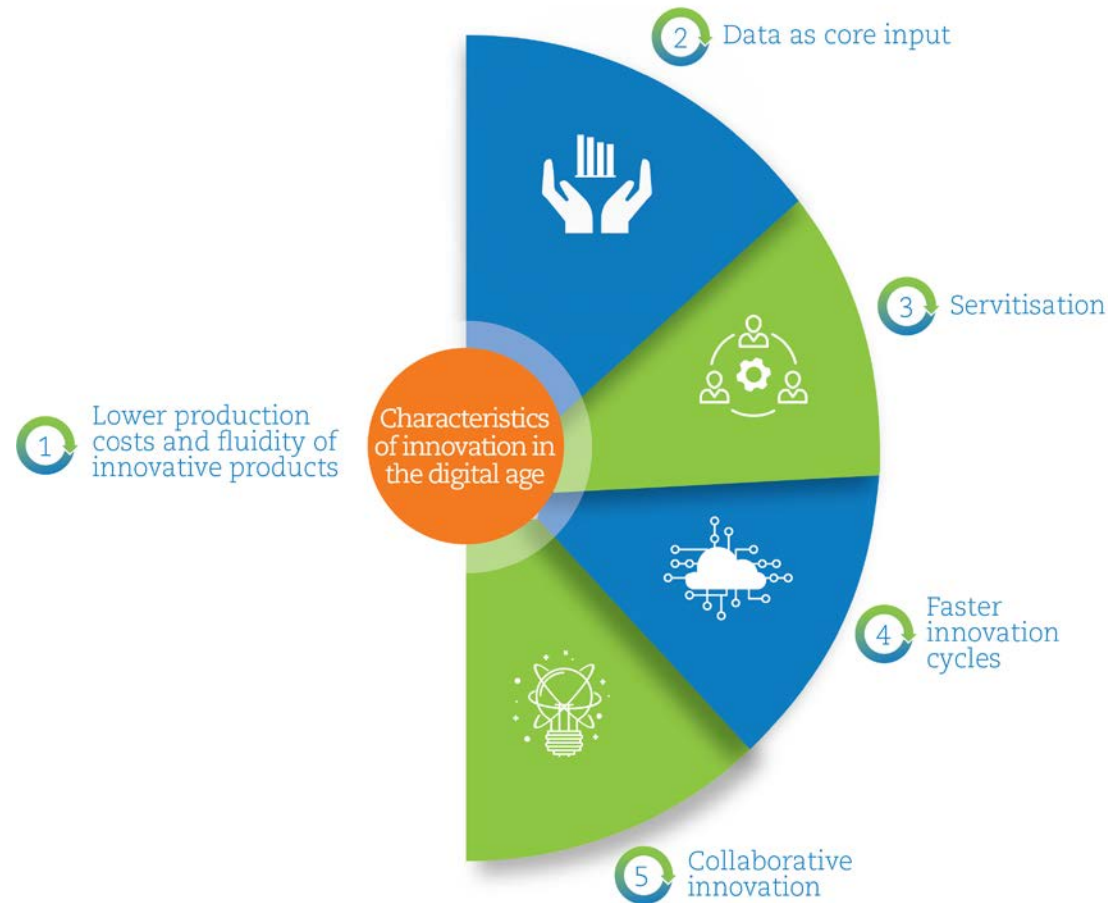 1
Lower production
costs and fluidity of
innovative products
Characteristics
of innovation in
the digital age
2
Data as core input
3
Servitisation
4
Faster
innovation
cycles
5
Collaborative
innovation